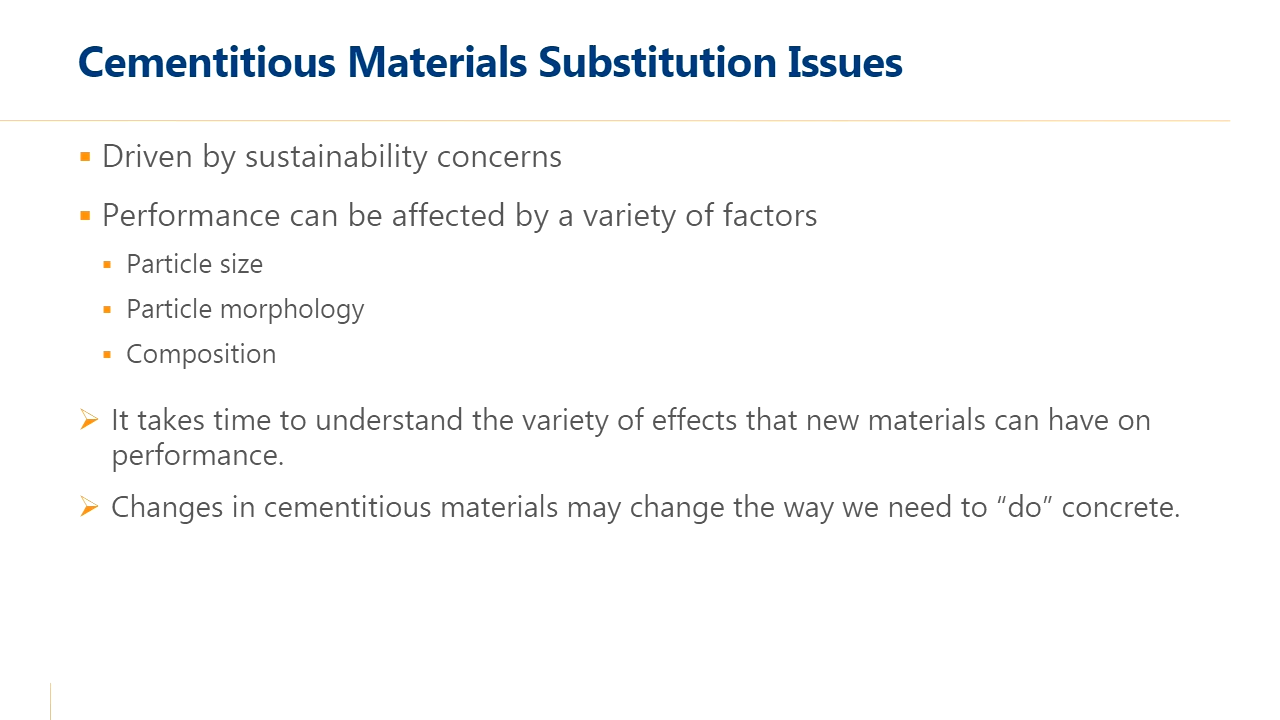 Cementitious Materials Substitution Issues
Driven by sustainability concerns
Performance can be affected by a variety of factors
Particle size
Particle morphology
Composition
It takes time to understand the variety of effects that new materials can have on
performance.
Changes in cementitious materials may change the way we need to “do” concrete.